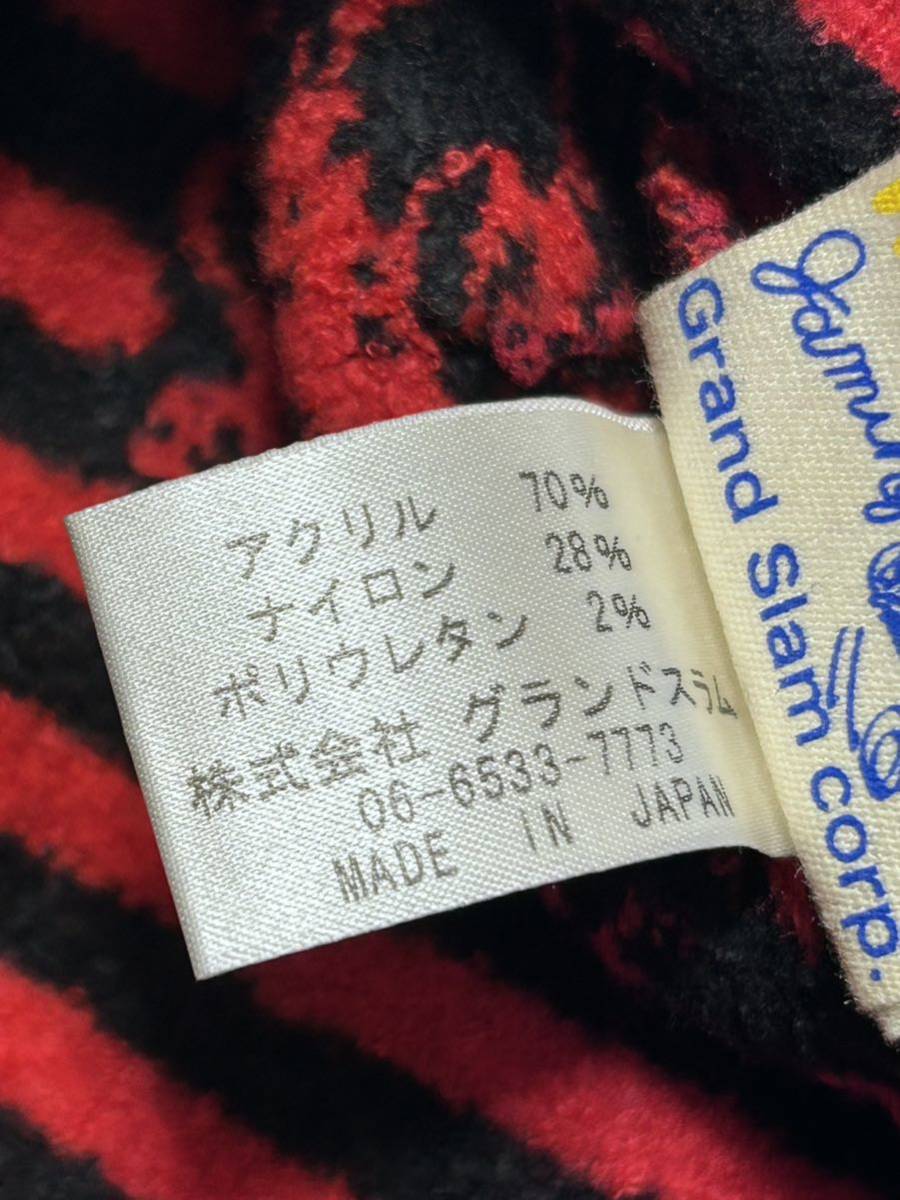 アクリル 70%
ナイロン 28%
ポリウレタン 2%
株式会社 グランドスラム
06-6533-7773
MADE IN JAPAN
Grand Slam corp.